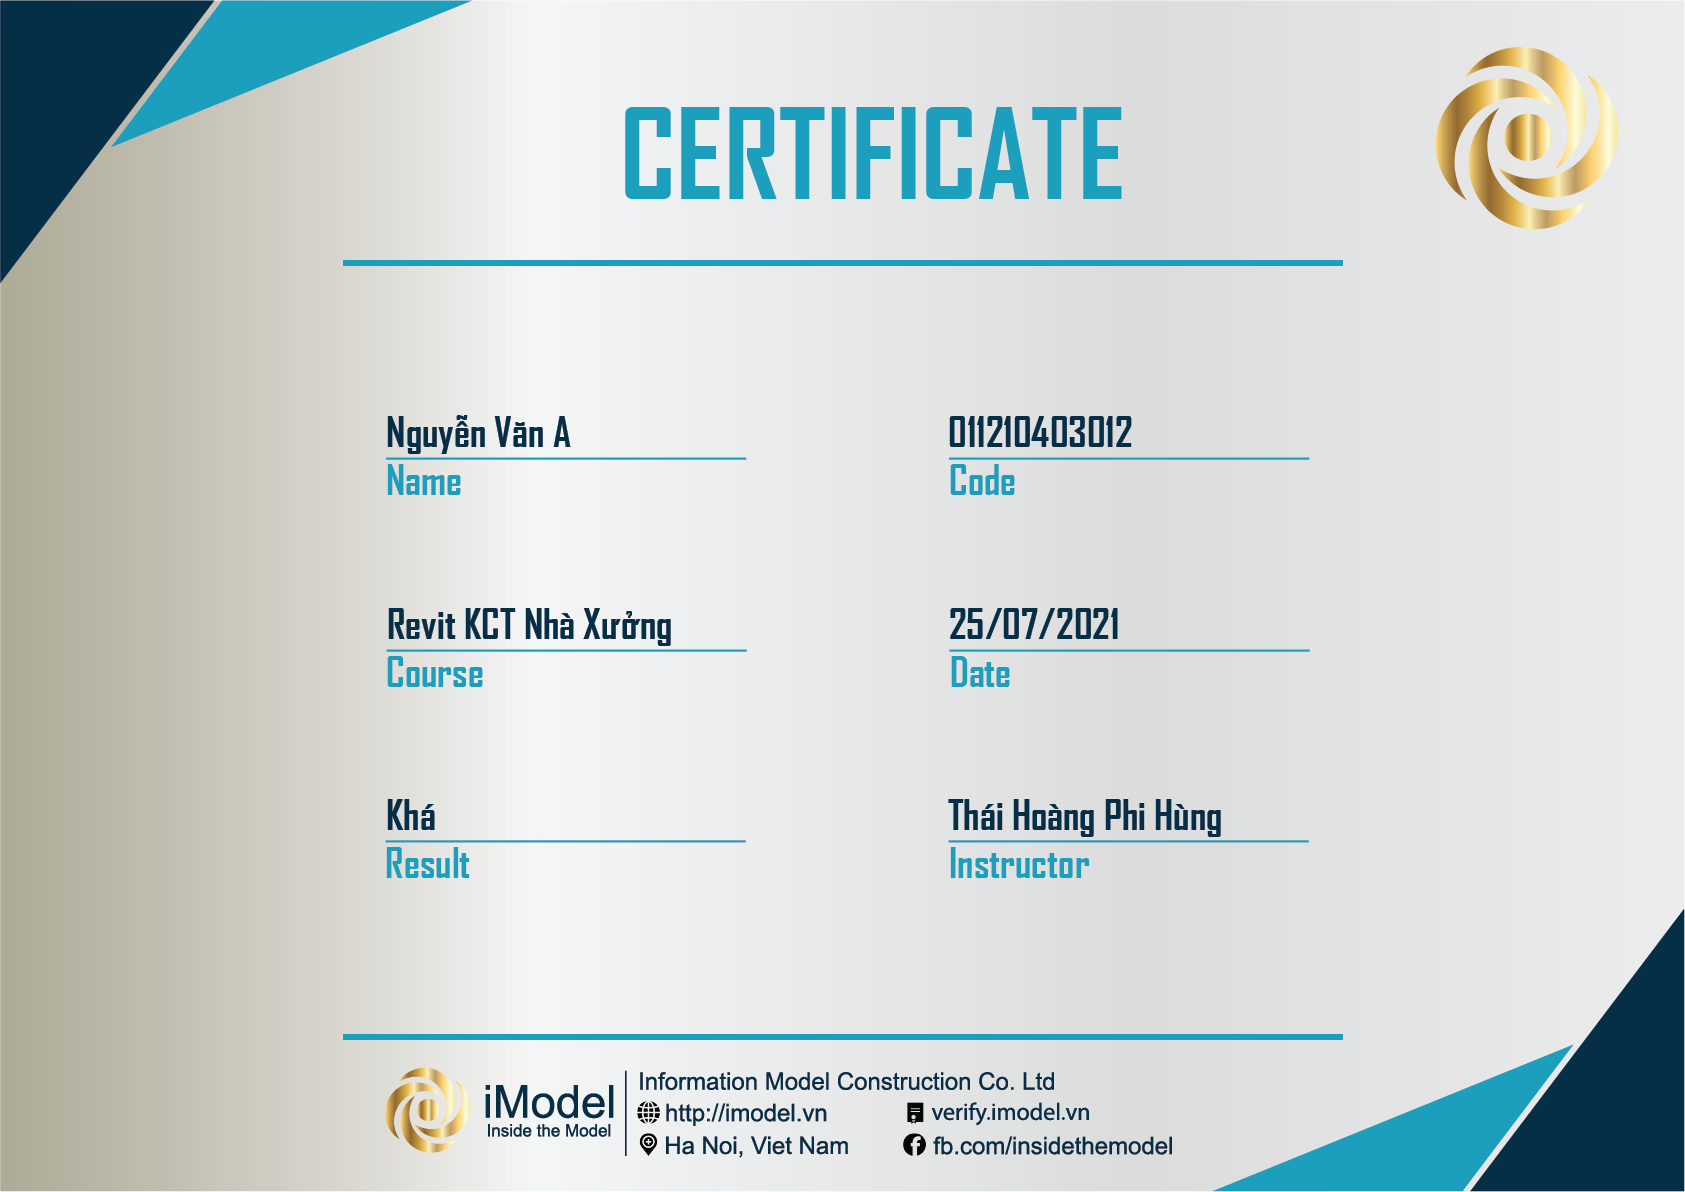 CERTIFICATE
Nguyễn Văn A
Name
011210403012
Code
Revit KCT Nhà Xưởng
Course
25/07/2021
Date
Khá
Result
Thái Hoàng Phi Hùng
Instructor
iModel
Inside the Model
Information Model Construction Co. Ltd
http://imodel.vn
verify.imodel.vn
Ha Noi, Viet Nam
fb.com/insidethemodel